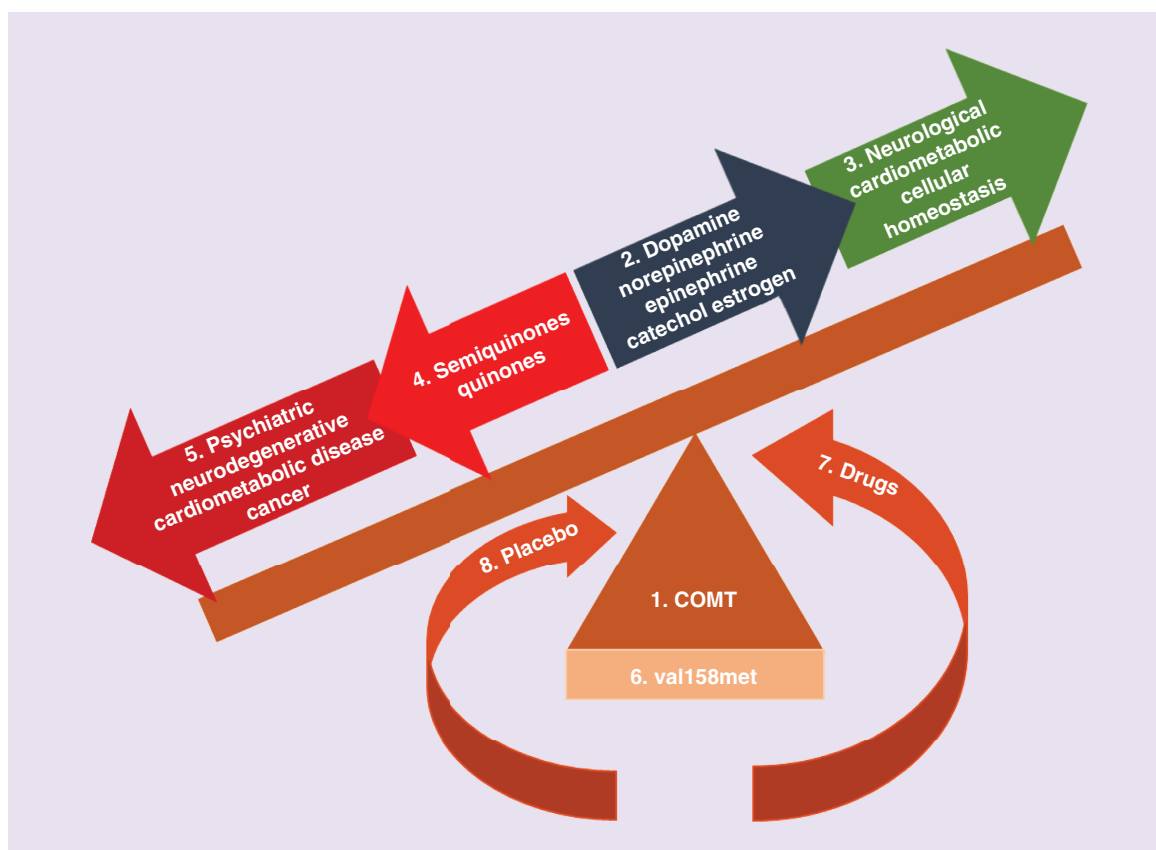 3. Neurological
cardiometabolic
cellular
homeostasis
2. Dopamine
norepinephrine
epinephrine
catechol estrogen
4. Semiquinones
quinones
5. Psychiatric
neurodegenerative
cardiometabolic disease
cancer
7. Drugs
8. Placebo
1. COMT
6. val158met